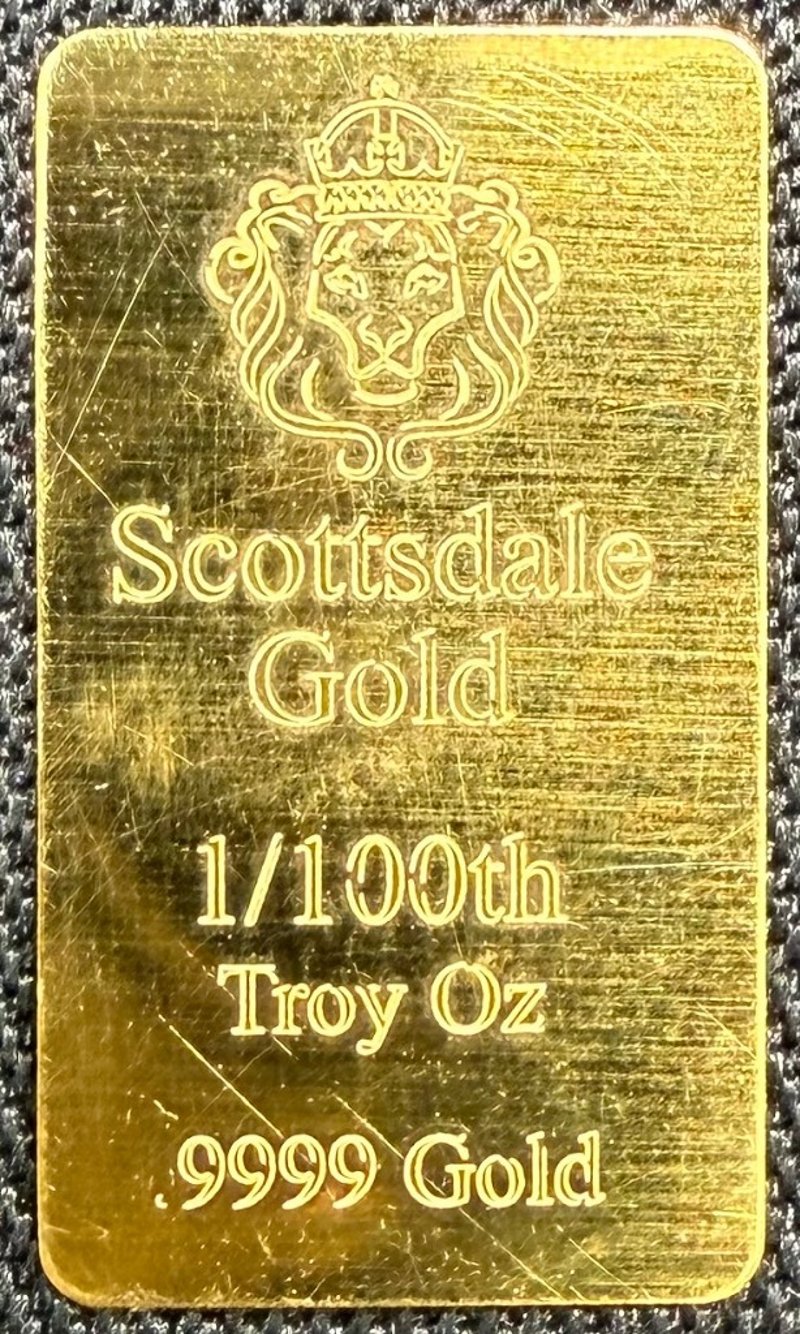 Scottsdale
Gold
1/100th
Troy Oz
.9999 Gold